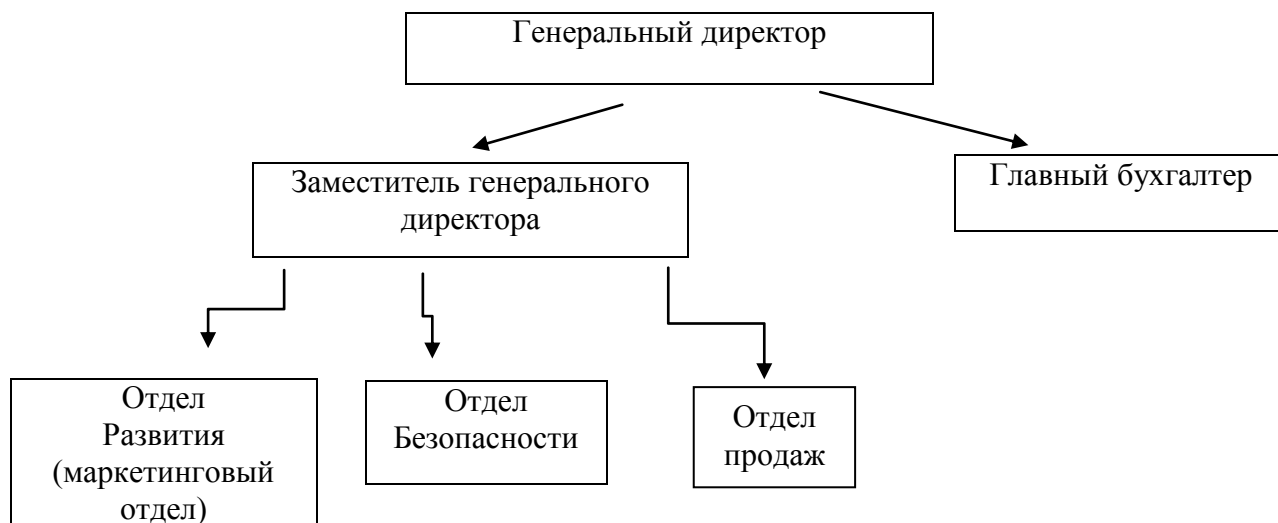 Генеральный директор
Заместитель генерального
директора
Главный бухгалтер
Отдел
Развития
(маркетинговый
отдел)
Отдел
Безопасности
Отдел
продаж